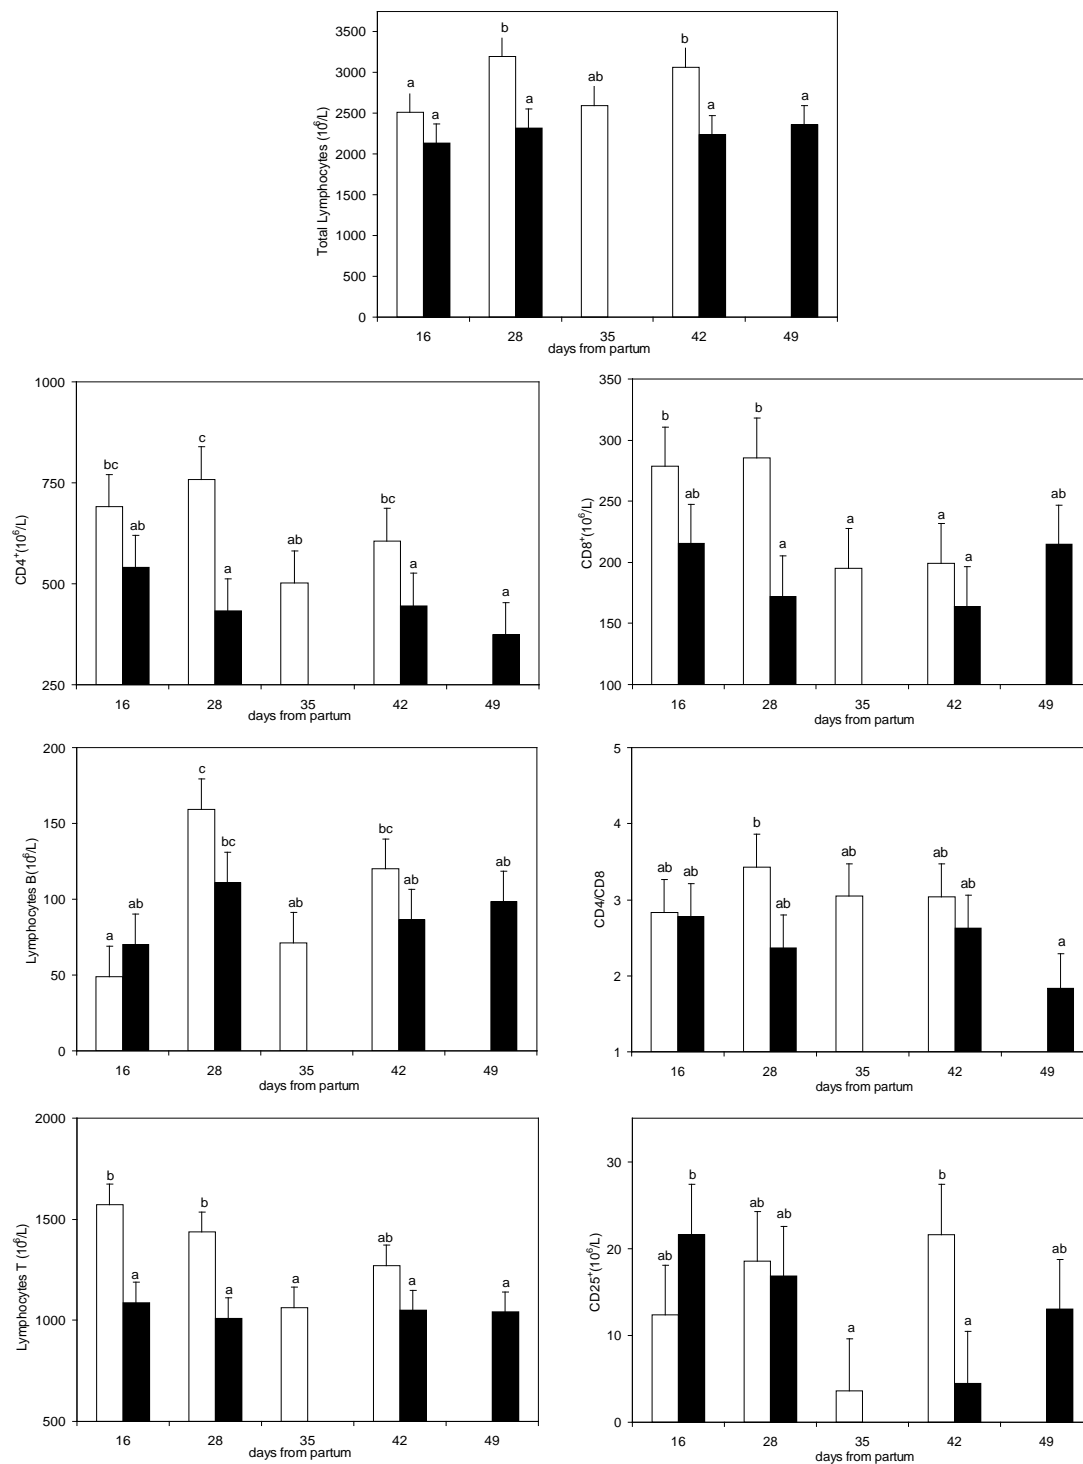 Total Lymphocytes (10⁶/L)
3500
3000
2500
2000
1500
1000
500
0
a
a
b
a
ab
b
a
a
16
28
35
42
49
days from partum
CD4⁺(10⁶/L)
1000
750
500
250
bc
ab
c
a
ab
bc
a
a
16
28
35
42
49
days from partum
CD8⁺(10⁶/L)
350
300
250
200
150
100
b
ab
b
a
a
a
a
ab
16
28
35
42
49
days from partum
Lymphocytes B(10⁶/L)
200
150
100
50
0
a
ab
c
bc
ab
bc
ab
ab
16
28
35
42
49
days from partum
CD4/CD8
5
4
3
2
1
ab
ab
b
ab
ab
ab
ab
a
16
28
35
42
49
days from partum
Lymphocytes T (10⁶/L)
2000
1500
1000
500
b
a
b
a
a
ab
a
a
16
28
35
42
49
days from partum
CD25⁺(10⁶/L)
30
20
10
0
ab
b
ab
ab
a
b
a
ab
16
28
35
42
49
days from partum